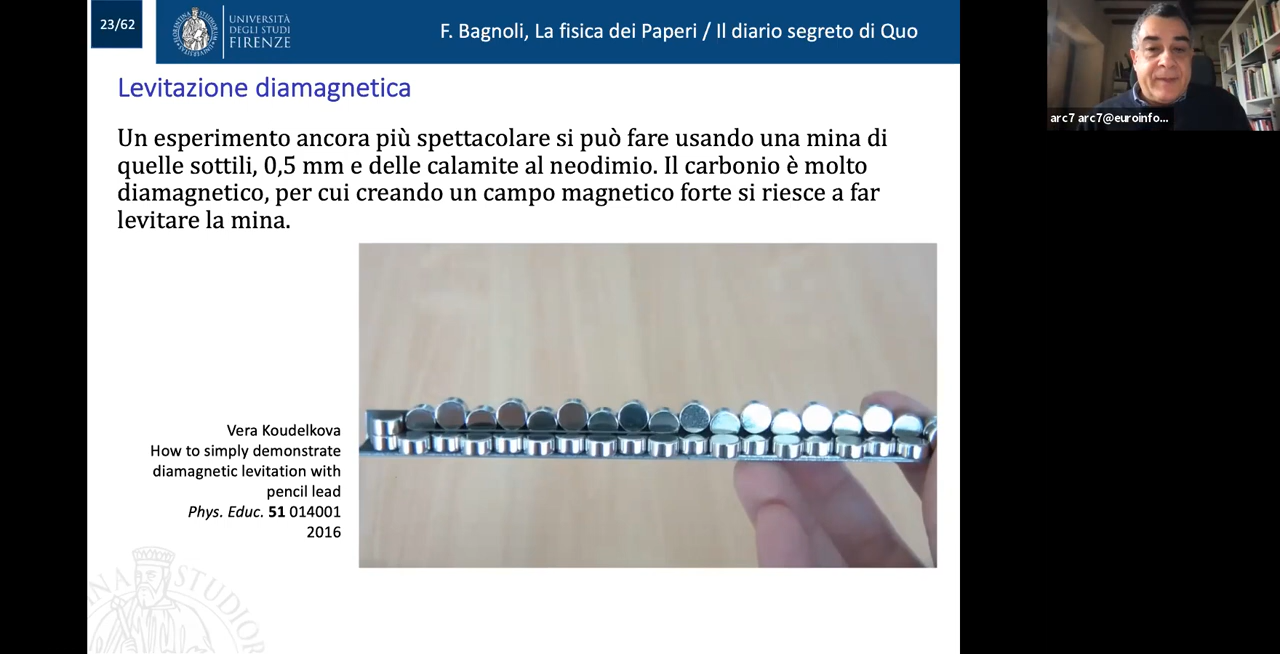 23/62
UNIVERSITÀ
DEGLI STUDI
FIRENZE
F. Bagnoli, La fisica dei Paperi / Il diario segreto di Quo
arc7 arc7@euroinfo...
Levitazione diamagnetica
Un esperimento ancora più spettacolare si può fare usando una mina di
quelle sottili, 0,5 mm e delle calamite al neodimio. Il carbonio è molto
diamagnetico, per cui creando un campo magnetico forte si riesce a far
levitare la mina.
Vera Koudelkova
How to simply demonstrate
diamagnetic levitation with
pencil lead
Phys. Educ. 51 014001
2016